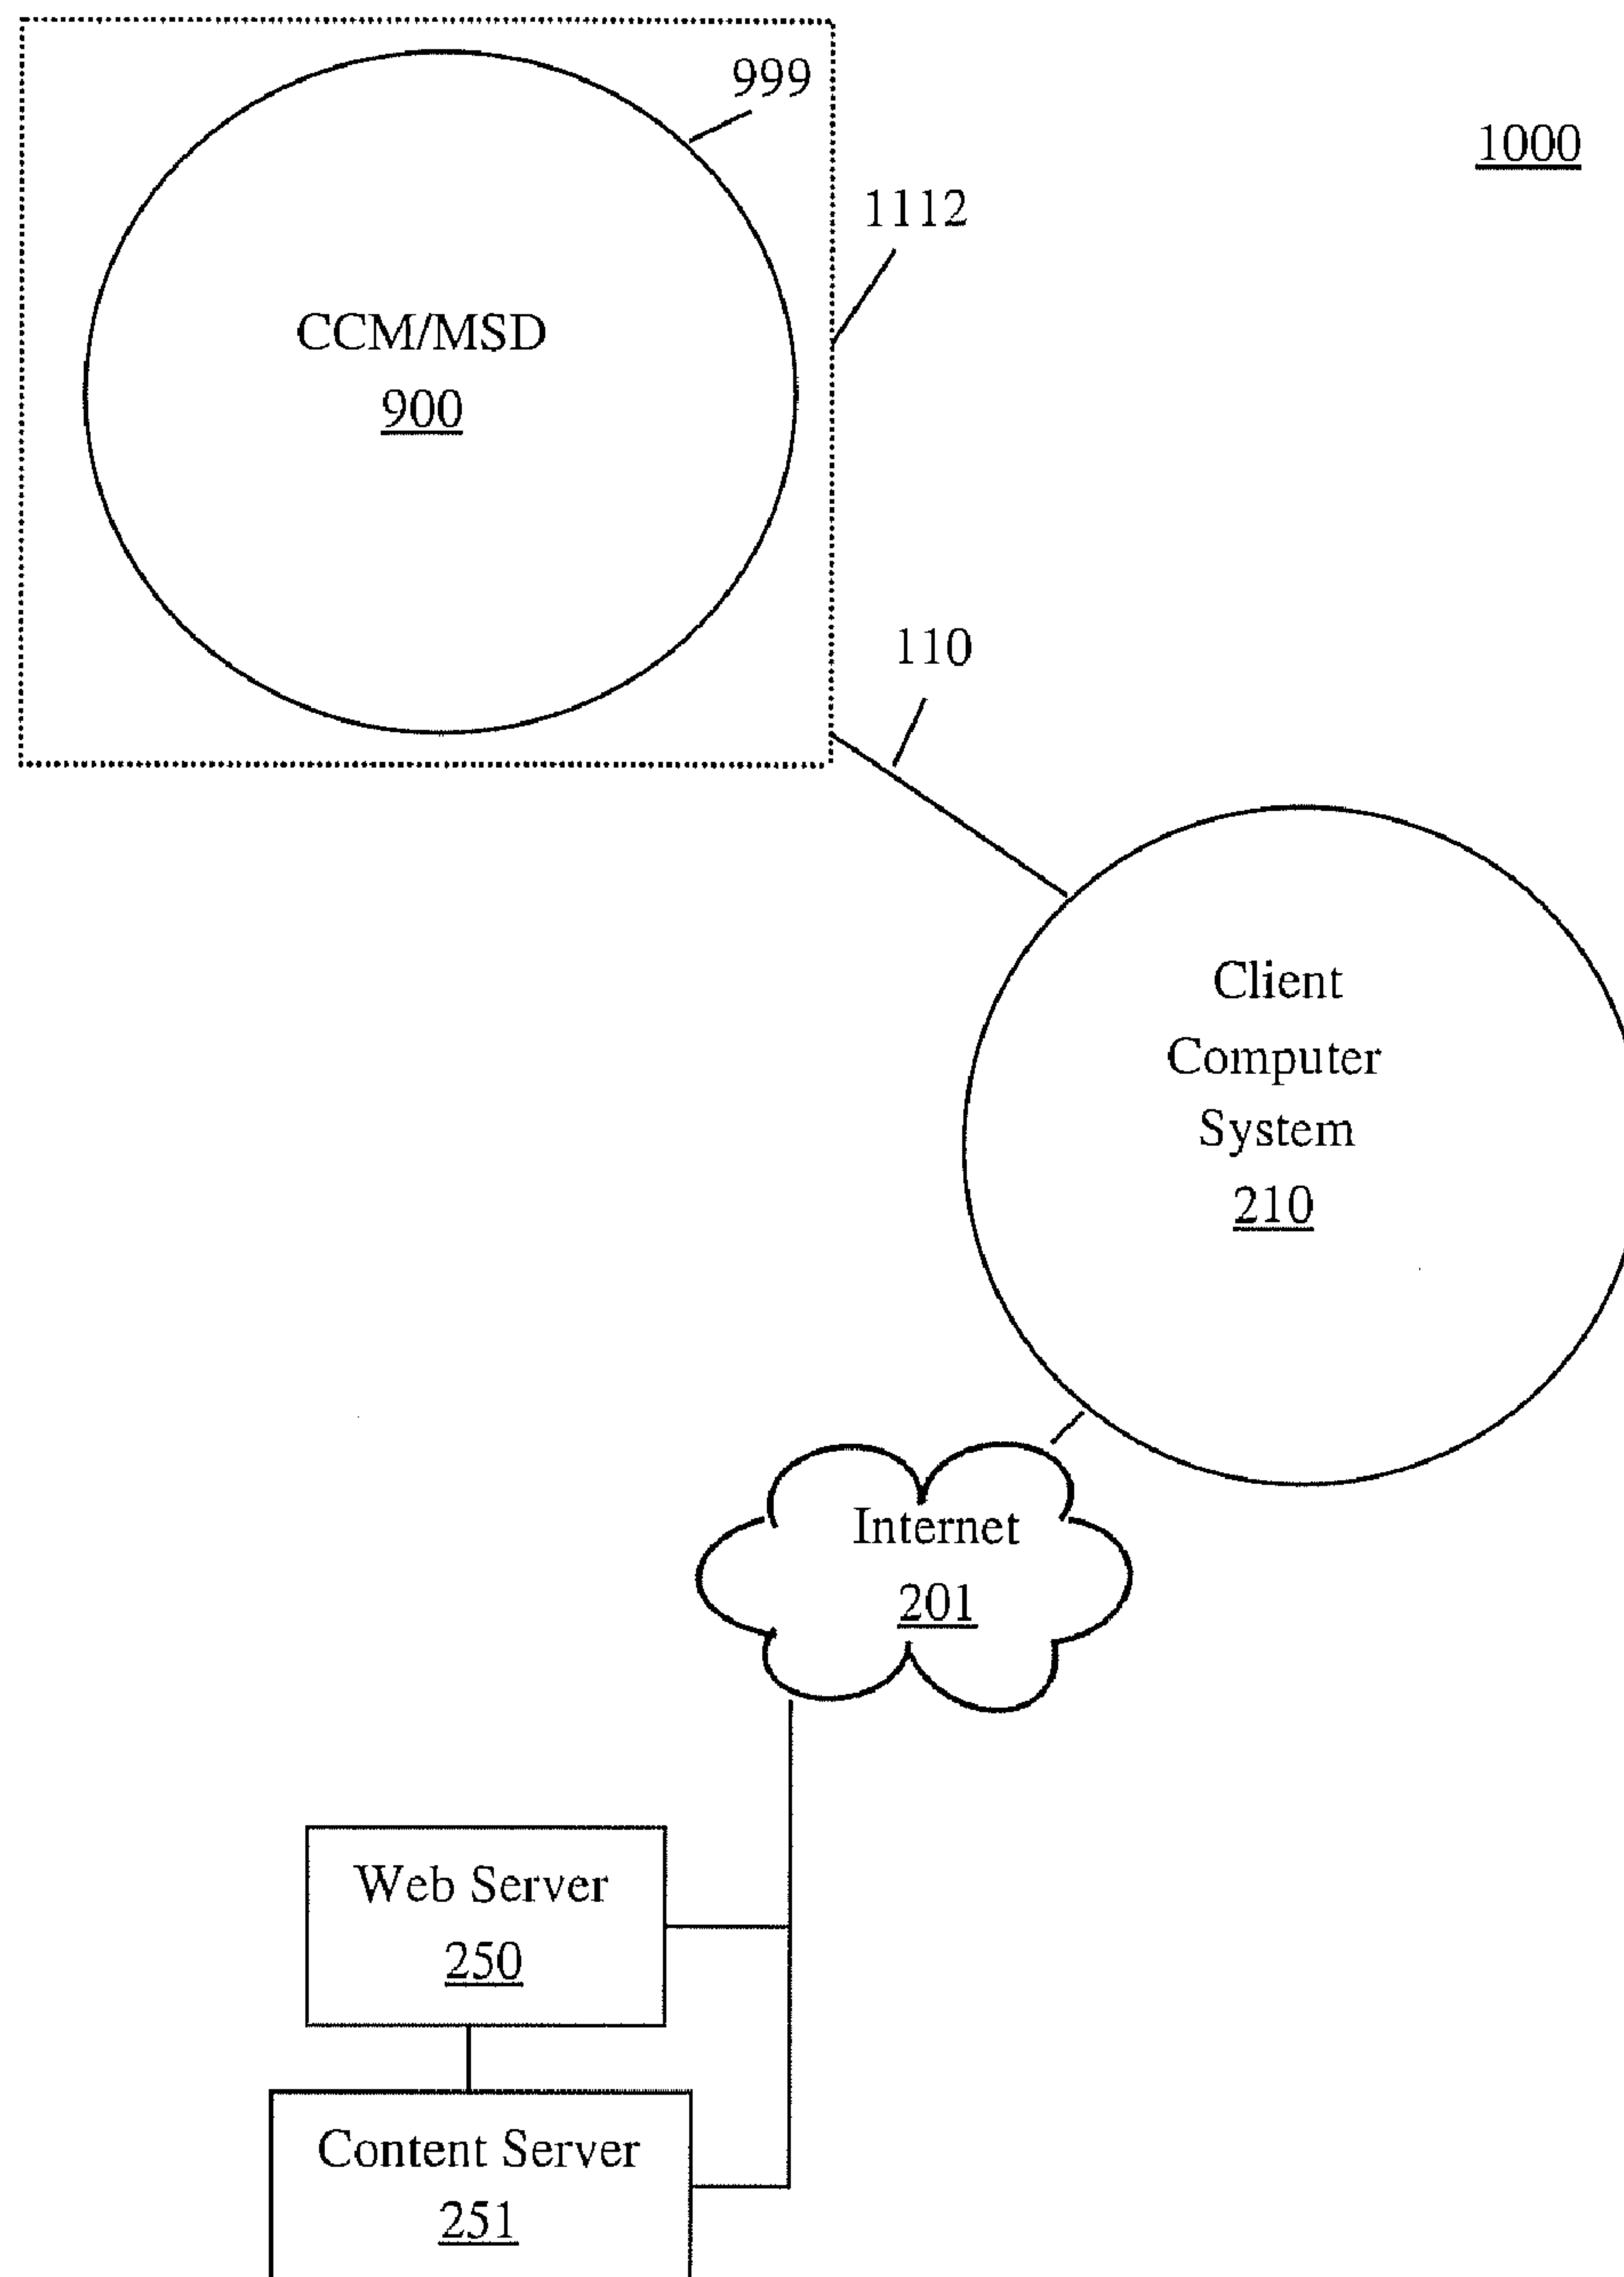 999
1000
1112
CCM/MSD
900
110
Client
Computer
System
210
Internet
201
Web Server
250
Content Server
251